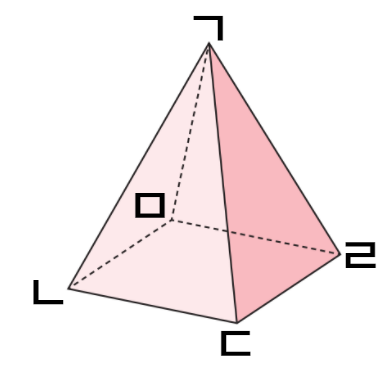 ㄱ
ㅁ
ㄹ
ㄴ
ㄷ